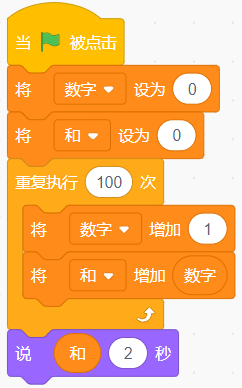 当 被点击
将 数字 设为 0
将 和 设为 0
重复执行 100 次
将 数字 增加 1
将 和 增加 数字
说 和 2 秒